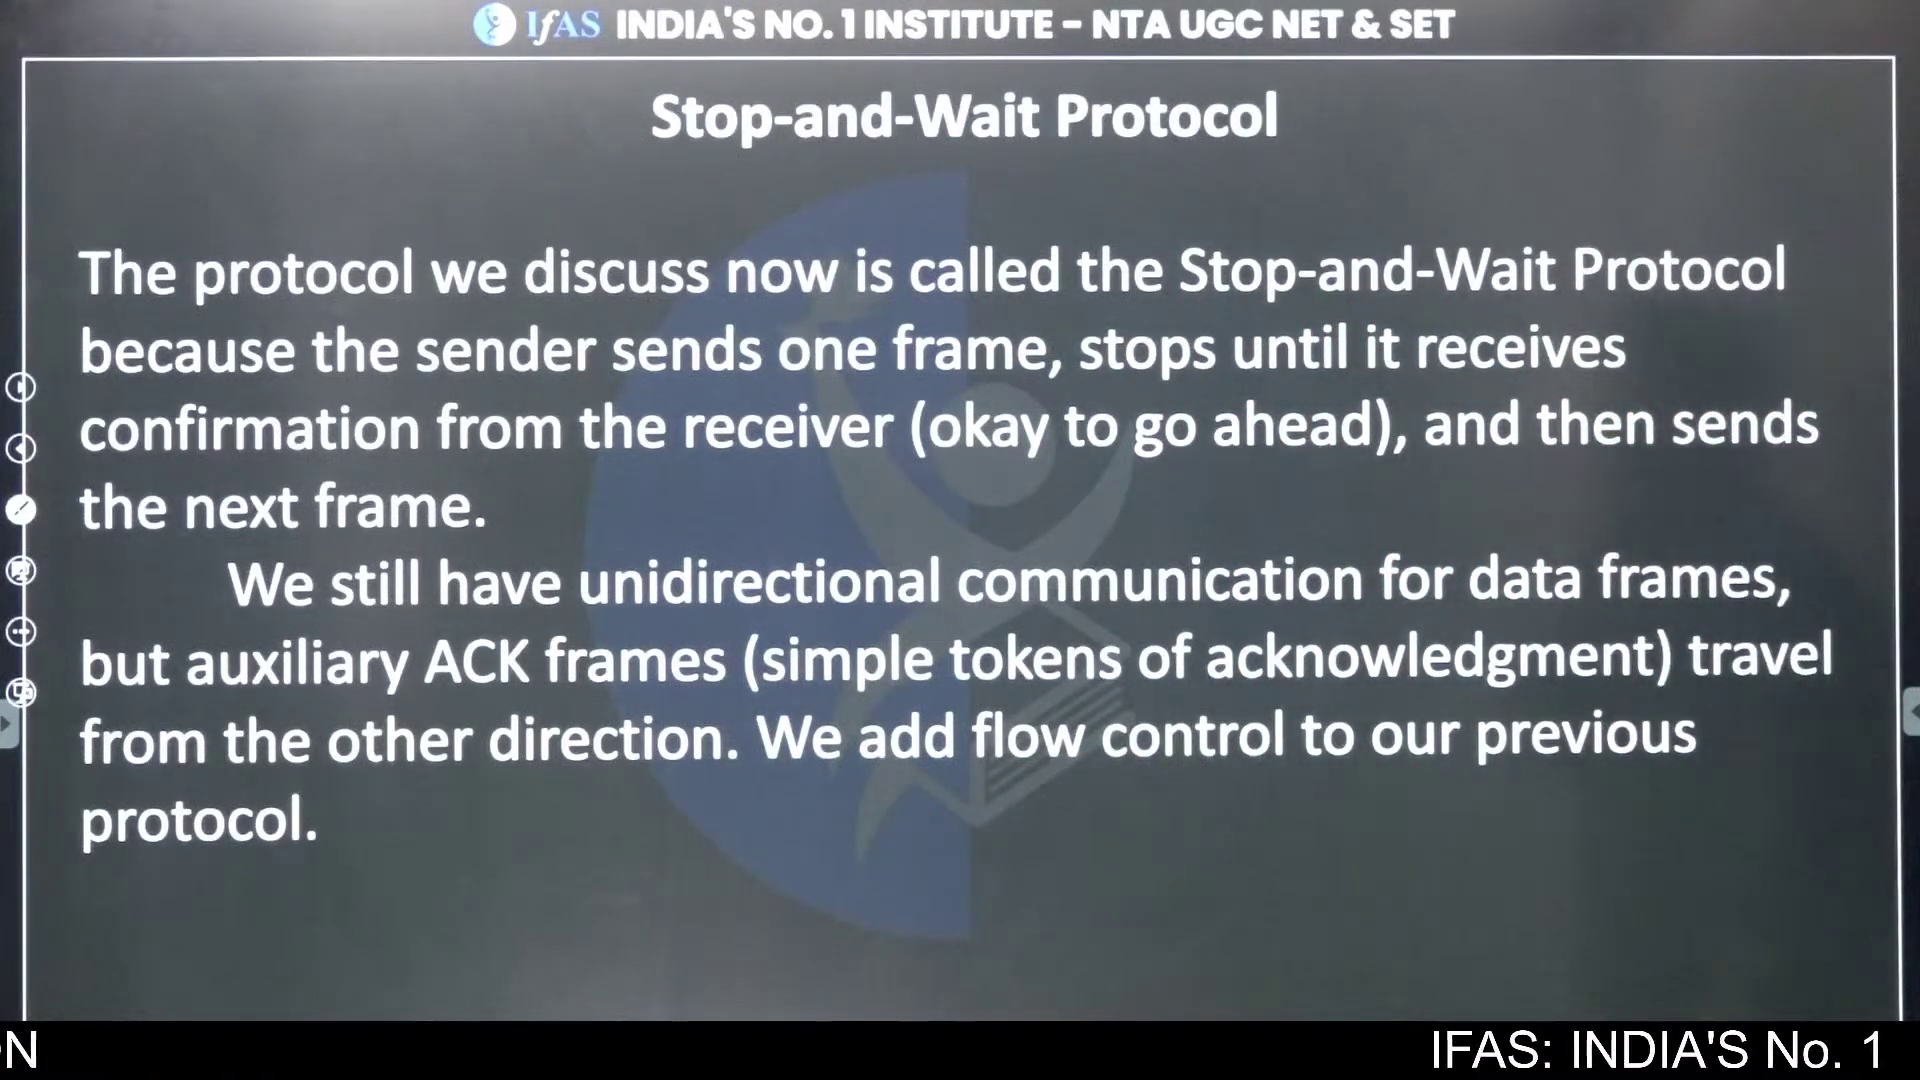 IfAS INDIA'S NO. 1 INSTITUTE – NTA UGC NET & SET
Stop-and-Wait Protocol
The protocol we discuss now is called the Stop-and-Wait Protocol
because the sender sends one frame, stops until it receives
confirmation from the receiver (okay to go ahead), and then sends
the next frame.
We still have unidirectional communication for data frames,
but auxiliary ACK frames (simple tokens of acknowledgment) travel
from the other direction. We add flow control to our previous
protocol.
N IFAS: INDIA'S No. 1